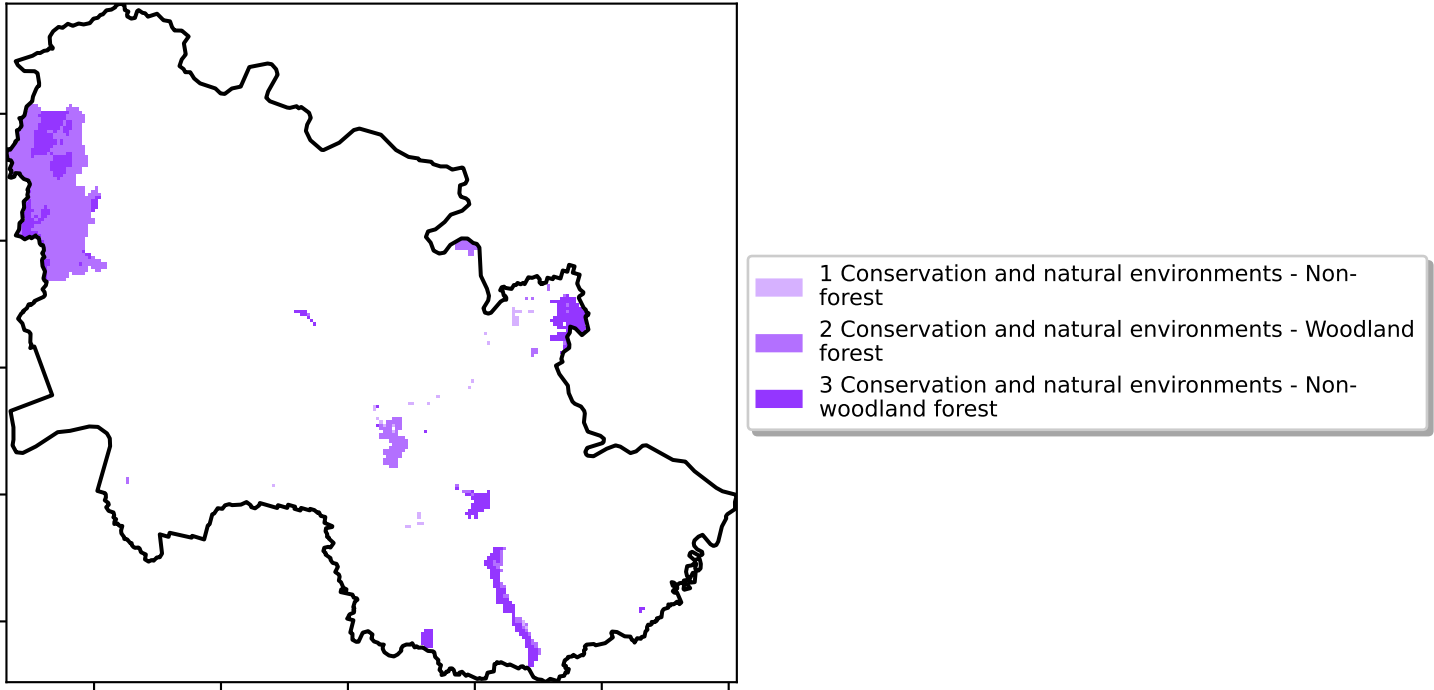 1 Conservation and natural environments - Non-
forest
2 Conservation and natural environments - Woodland
forest
3 Conservation and natural environments - Non-
woodland forest